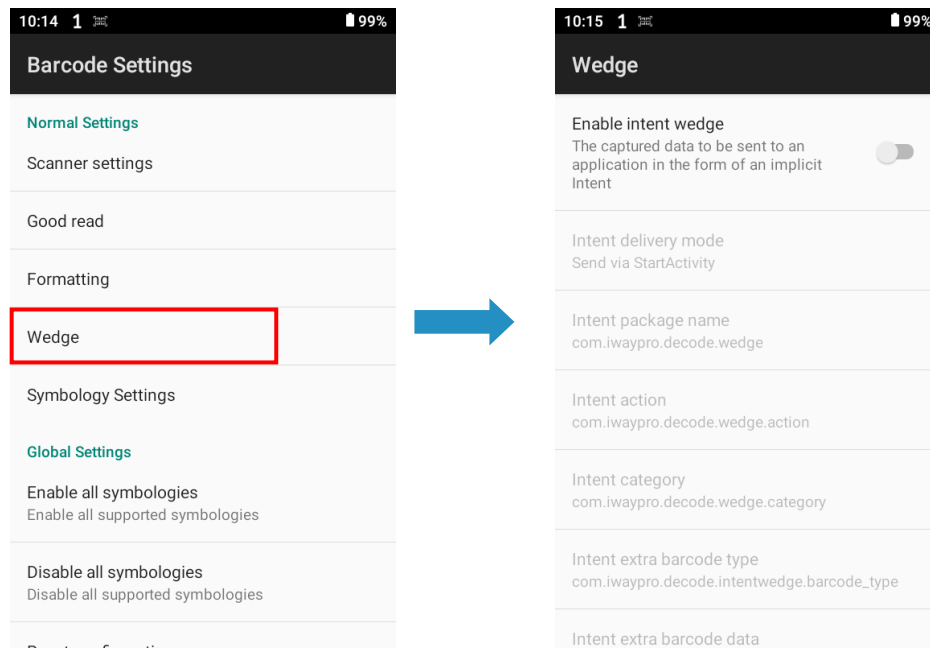 10:14 1 99%
Barcode Settings
Normal Settings
Scanner settings
Good read
Formatting
Wedge
Symbology Settings
Global Settings
Enable all symbologies
Enable all supported symbologies
Disable all symbologies
Disable all supported symbologies
10:15 1 99%
Wedge
Enable intent wedge
The captured data to be sent to an
application in the form of an implicit
Intent
Intent delivery mode
Send via StartActivity
Intent package name
com.iwaypro.decode.wedge
Intent action
com.iwaypro.decode.wedge.action
Intent category
com.iwaypro.decode.wedge.category
Intent extra barcode type
com.iwaypro.decode.intentwedge.barcode_type
Intent extra barcode data